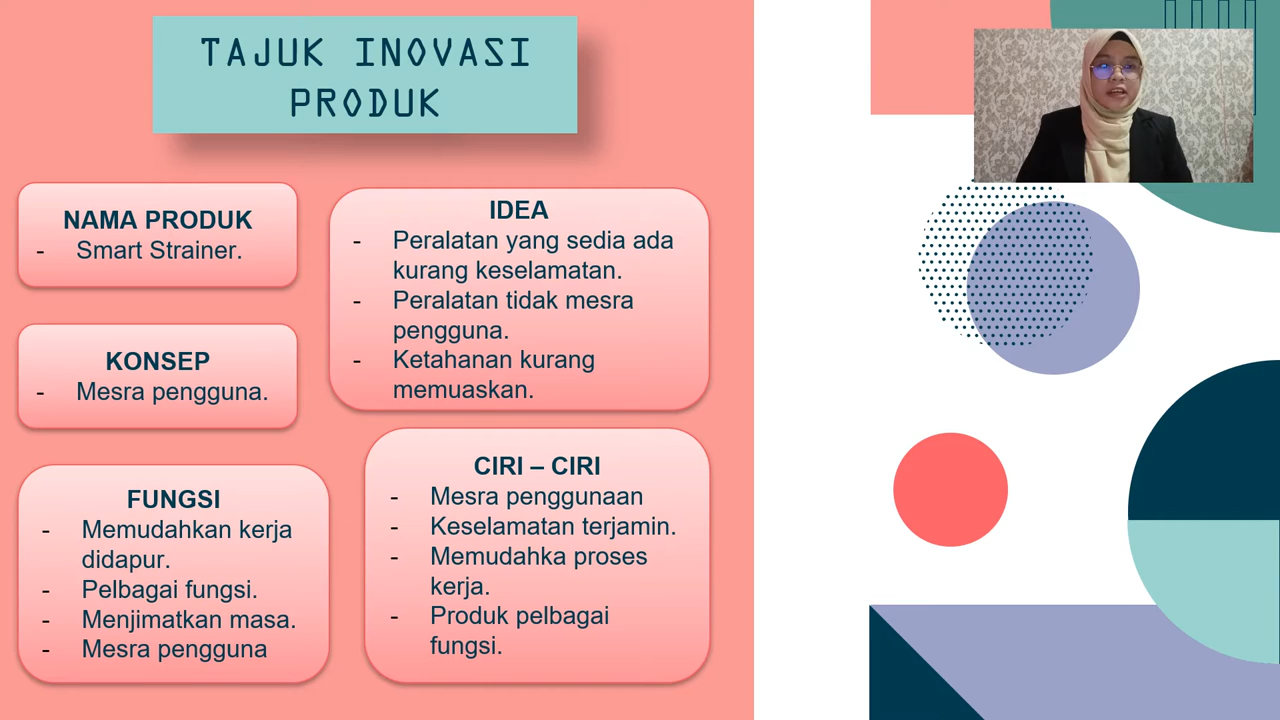 TAJUK INOVASI
PRODUK
NAMA PRODUK
- Smart Strainer.
KONSEP
- Mesra pengguna.
FUNGSI
- Memudahkan kerja
didapur.
- Pelbagai fungsi.
- Menjimatkan masa.
- Mesra pengguna
IDEA
- Peralatan yang sedia ada
kurang keselamatan.
- Peralatan tidak mesra
pengguna.
- Ketahanan kurang
memuaskan.
CIRI – CIRI
- Mesra penggunaan
- Keselamatan terjamin.
- Memudahka proses
kerja.
- Produk pelbagai
fungsi.